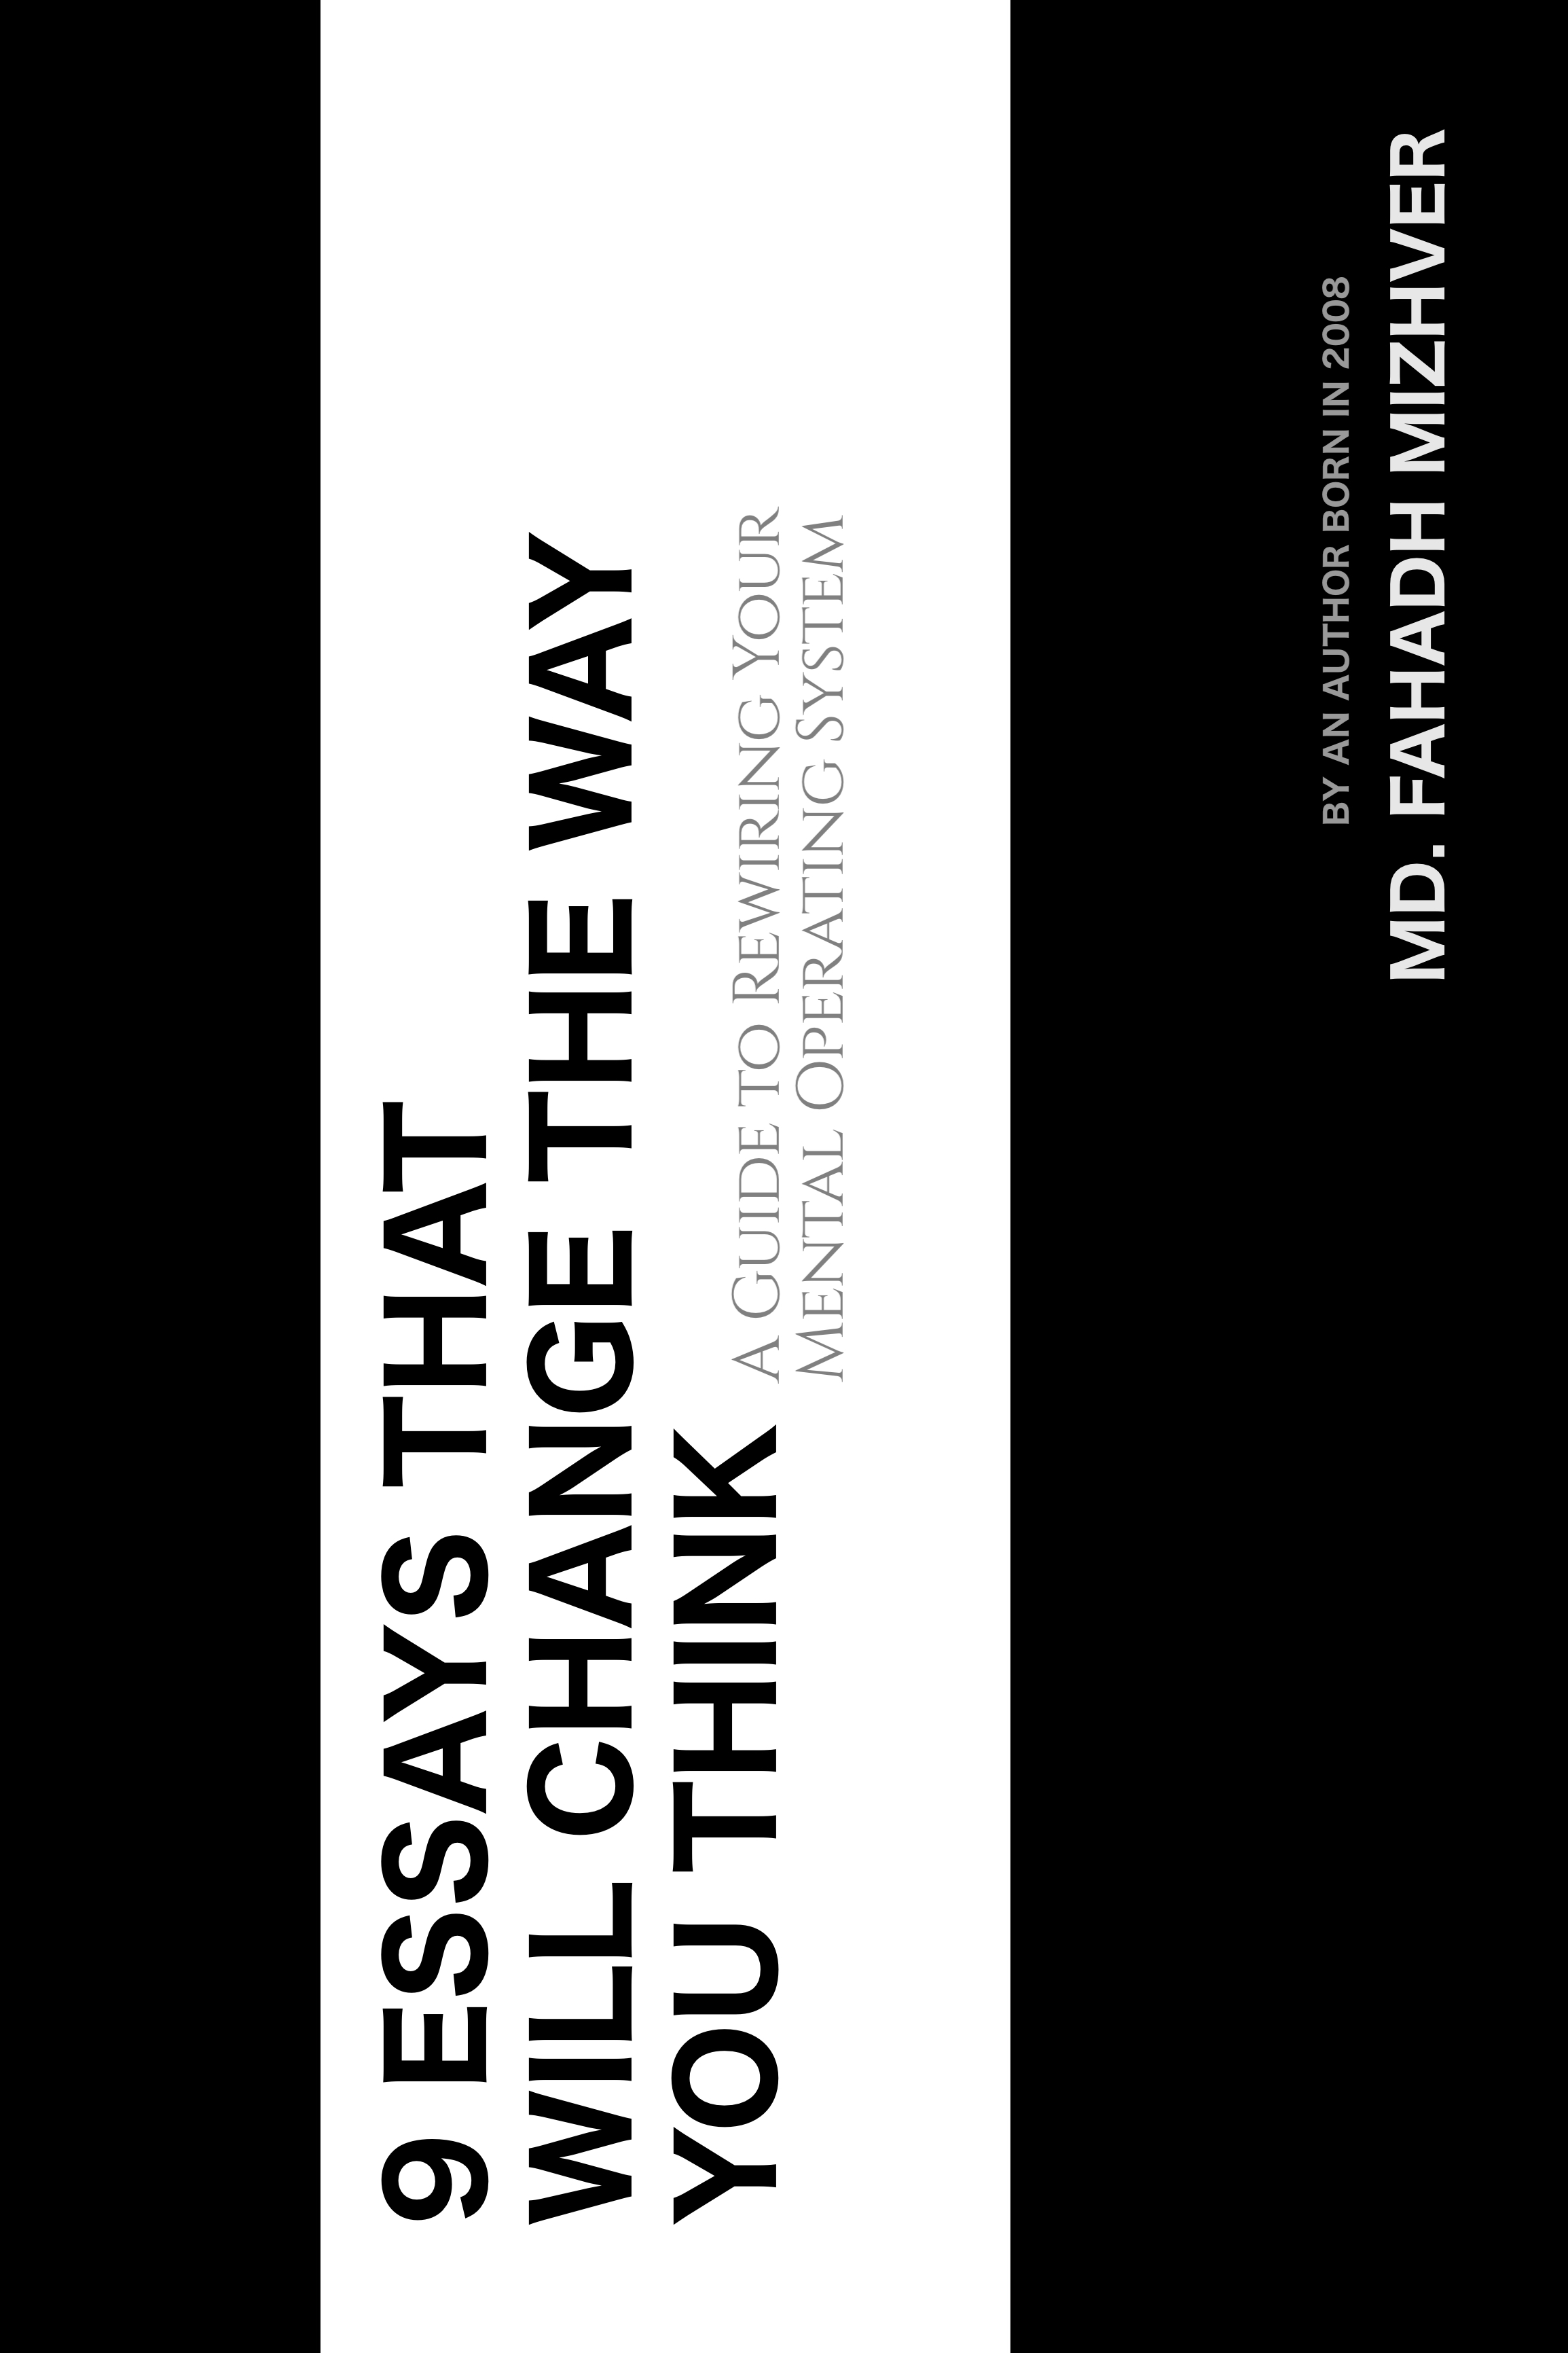 9 ESSAYS THAT
WILL CHANGE THE WAY
YOU THINK
A GUIDE TO REWIRING YOUR
MENTAL OPERATING SYSTEM
BY AN AUTHOR BORN IN 2008
MD. FAHADH MIZHVER